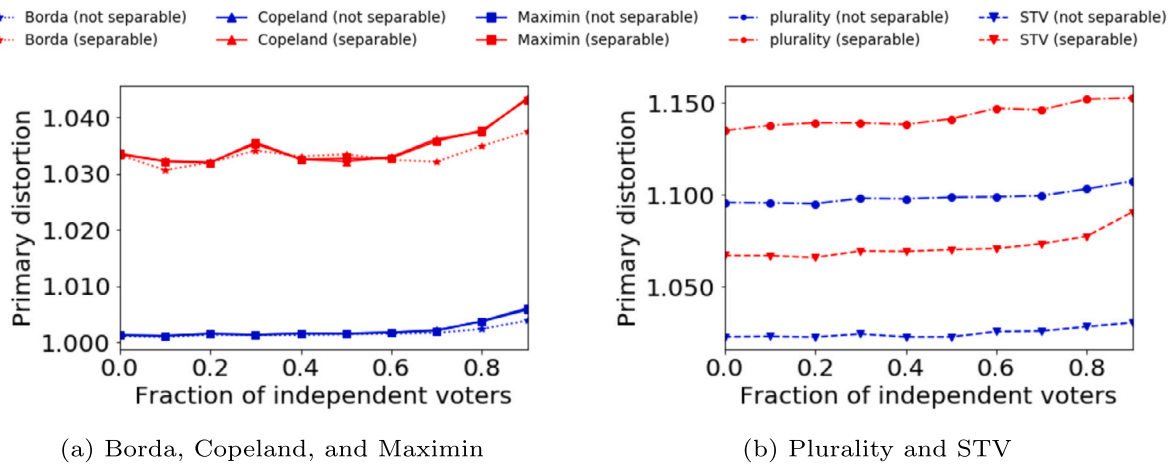 Borda (not separable) Copeland (not separable) Maximin (not separable) plurality (not separable) STV (not separable)
Borda (separable) Copeland (separable) Maximin (separable) plurality (separable) STV (separable)
1.040
1.030
1.020
1.010
1.000
Primary distortion
0.0 0.2 0.4 0.6 0.8
Fraction of independent voters
(a) Borda, Copeland, and Maximin
1.150
1.100
1.050
Primary distortion
0.0 0.2 0.4 0.6 0.8
Fraction of independent voters
(b) Plurality and STV